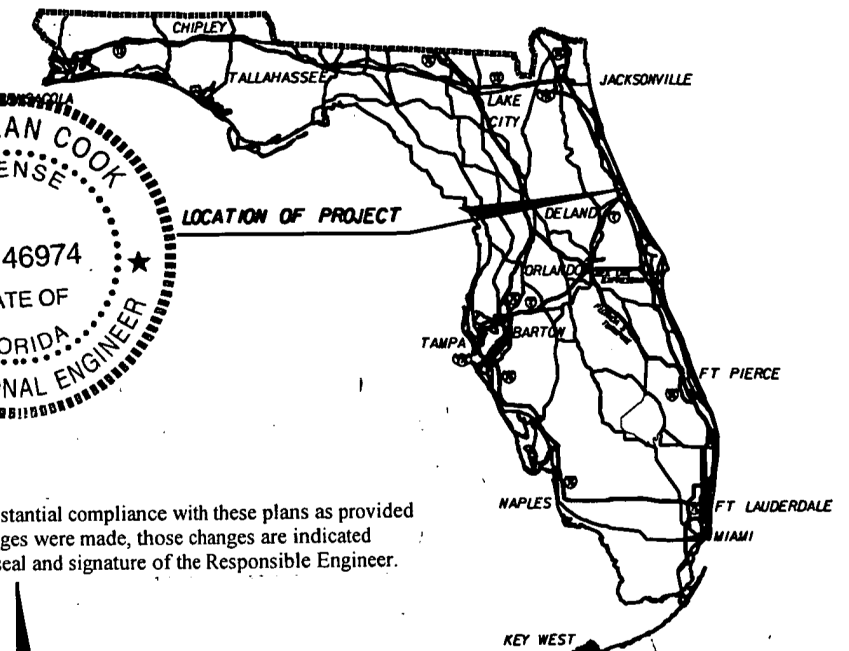 CHIPLEY
TALLAHASSEE
JACKSONVILLE
LAKE
CITY
AN COOK
ENSE
46974
ATE OF
ORIDA
NAL ENGINEER
LOCATION OF PROJECT
DELAND
ORLANDO
TAMPA
BARTOW
FT PIERCE
NAPLES
FT LAUDERDALE
MIAMI
stantial compliance with these plans as provided
ges were made, those changes are indicated
seal and signature of the Responsible Engineer.
KEY WEST